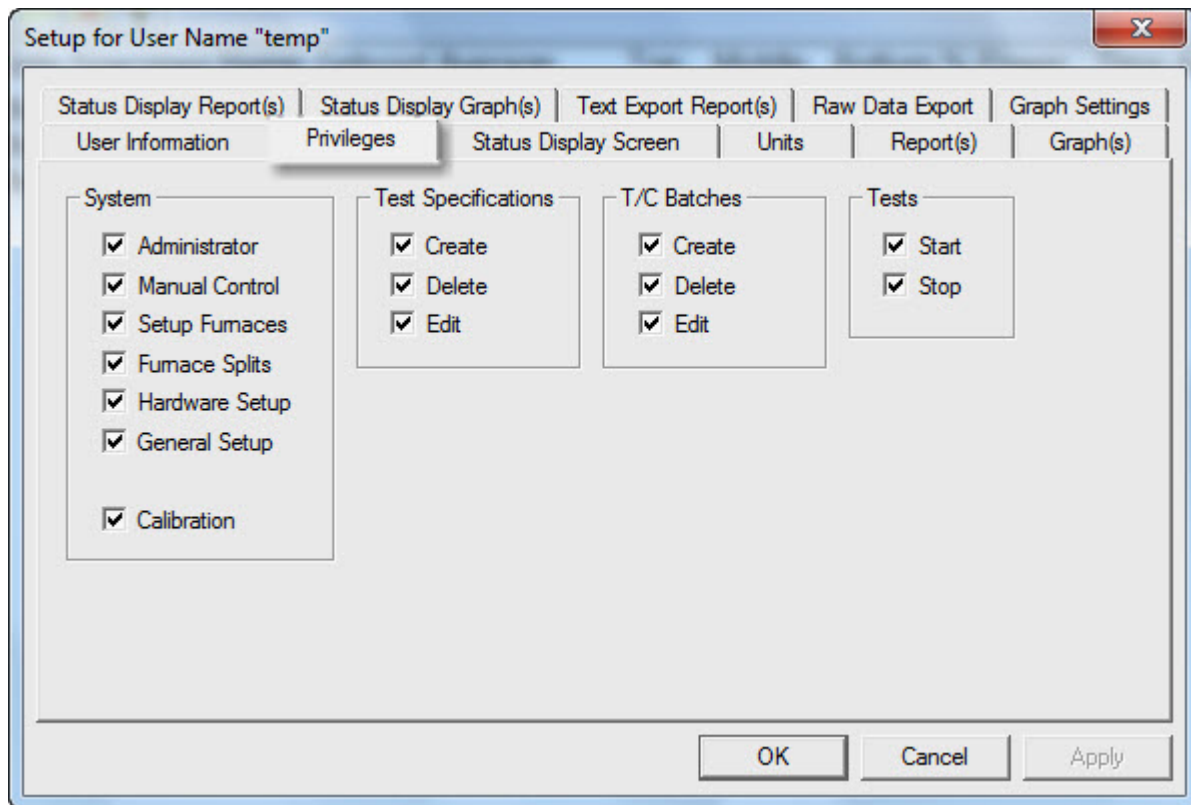 Setup for User Name "temp"
Status Display Report(s) Status Display Graph(s) Text Export Report(s) Raw Data Export Graph Settings
User Information Privileges Status Display Screen Units Report(s) Graph(s)
System Test Specifications T/C Batches Tests
Administrator Create Create Start
Manual Control Delete Delete Stop
Setup Furnaces Edit Edit
Furnace Splits
Hardware Setup
General Setup
Calibration
OK Cancel Apply